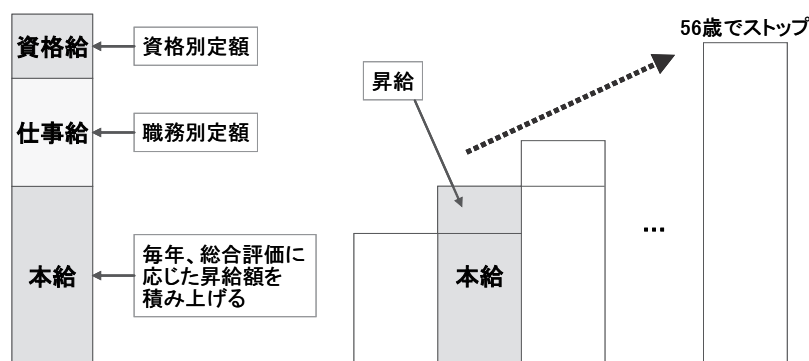 資格給
資格別定額
仕事給
職務別定額
本給
毎年、総合評価に
応じた昇給額を
積み上げる
56歳でストップ
昇給
本給
…